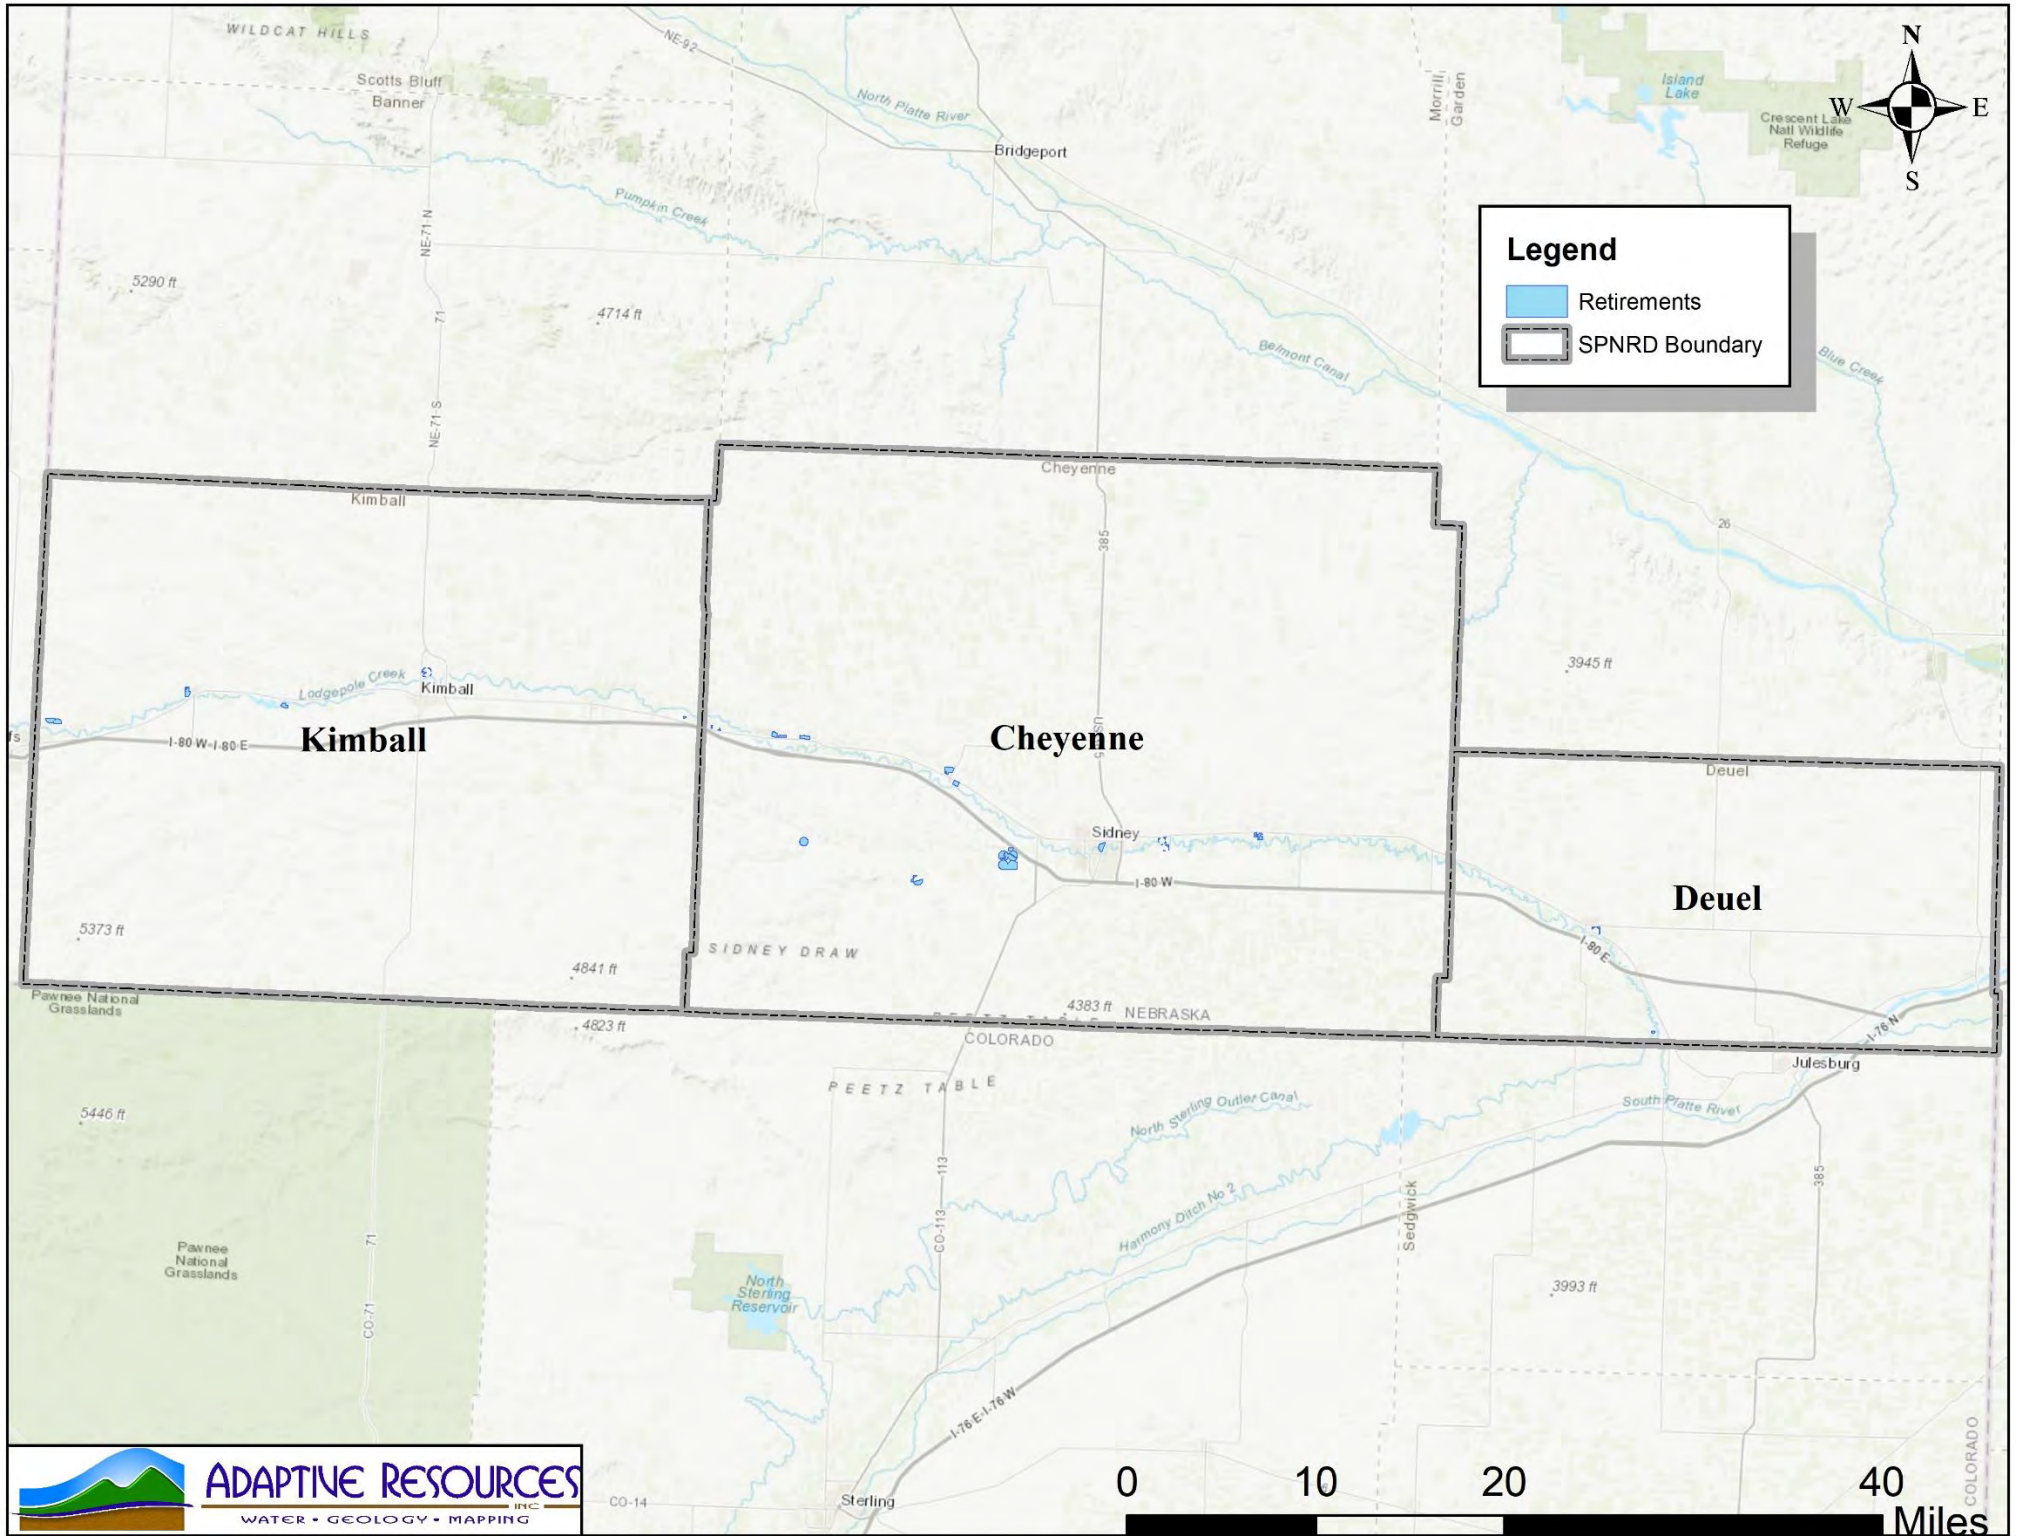 WILDCAT HILLS
NE-92
N
W
E
S
Scotts Bluff
Banner
Morrill
Garden
Island
Lake
Crescent Lake
Natl Wildlife
Refuge
North Platte River
Bridgeport
Pumpkin Creek
NE-71-N
Legend
Retirements
SPNRD Boundary
5290 ft
4714 ft
71
Belmont Canal
Blue Creek
NE-71-S
Cheyenne
Kimball
385
26
3945 ft
Lodgepole Creek
Kimball
fs
I-80 W-I-80 E
Kimball
Cheyenne
Deuel
Sidney
I-80 W
Deuel
5373 ft
SIDNEY DRAW
I-80 E
4841 ft
Pawnee National
Grasslands
4383 ft
NEBRASKA
PEETZ TABLE
4823 ft
COLORADO
I-76 N
Julesburg
PEETZ TABLE
5446 ft
North Sterling Outlet Canal
South Platte River
113
385
Harmony Ditch No 2
Sedgwick
CO-113
71
Pawnee
National
Grasslands
North
Sterling
Reservoir
3993 ft
CO-71
I-76 E-I-76 W
COLORADO
ADAPTIVE RESOURCES
INC
WATER • GEOLOGY • MAPPING
CO-14
Sterling
0 10 20 40
Miles